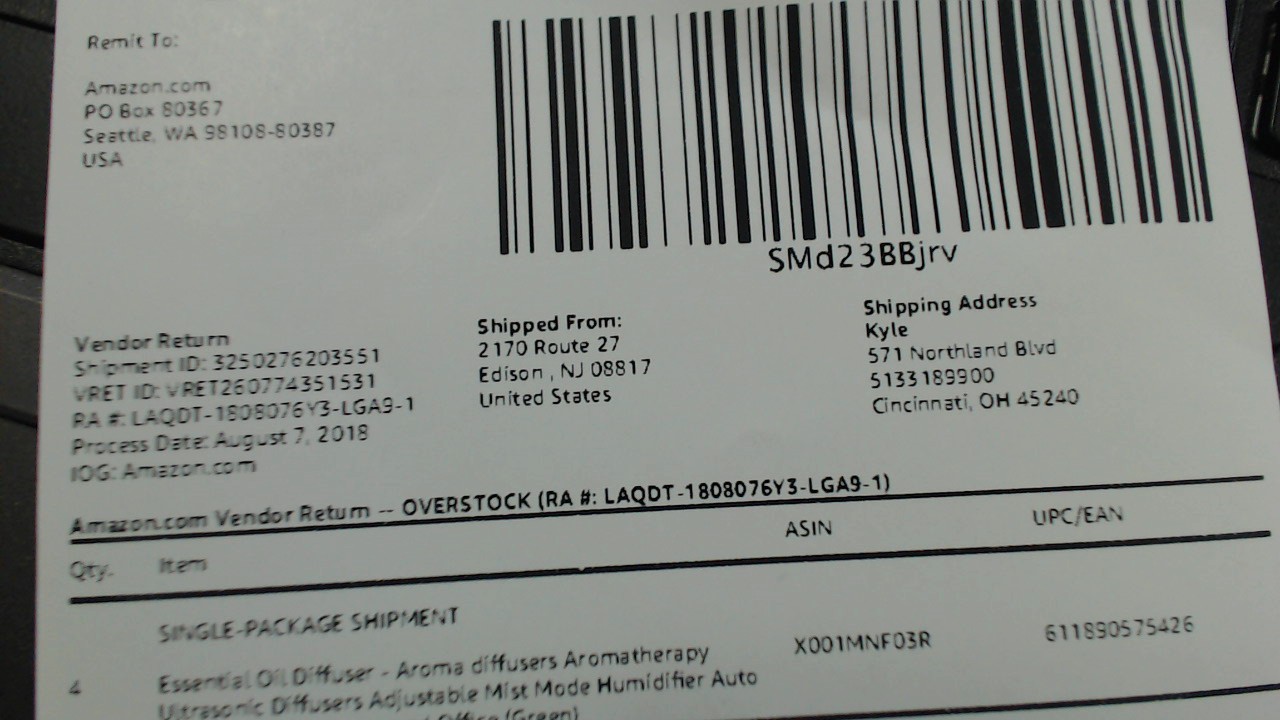 Remit To:
Amazon.com
PO Box 80367
Seattle, WA 98108-80387
USA
SMd23BBjrv
Vendor Return
Shipment ID: 3250276203551
VRET ID: VRET260774351531
RA #: LAQDT-1808076Y3-LGA9-1
Process Date: August 7, 2018
IOG: Amazon.com
Shipped From:
2170 Route 27
Edison , NJ 08817
United States
Shipping Address
Kyle
571 Northland Blvd
5133189900
Cincinnati, OH 45240
Amazon.com Vendor Return -- OVERSTOCK (RA #: LAQDT-1808076Y3-LGA9-1)
Qty. Item ASIN UPC/EAN
SINGLE-PACKAGE SHIPMENT
4 Essential Oil Diffuser - Aroma diffusers Aromatherapy X001MNF03R 611890575426
Ultrasonic Diffusers Adjustable Mist Mode Humidifier Auto
Office (Green)